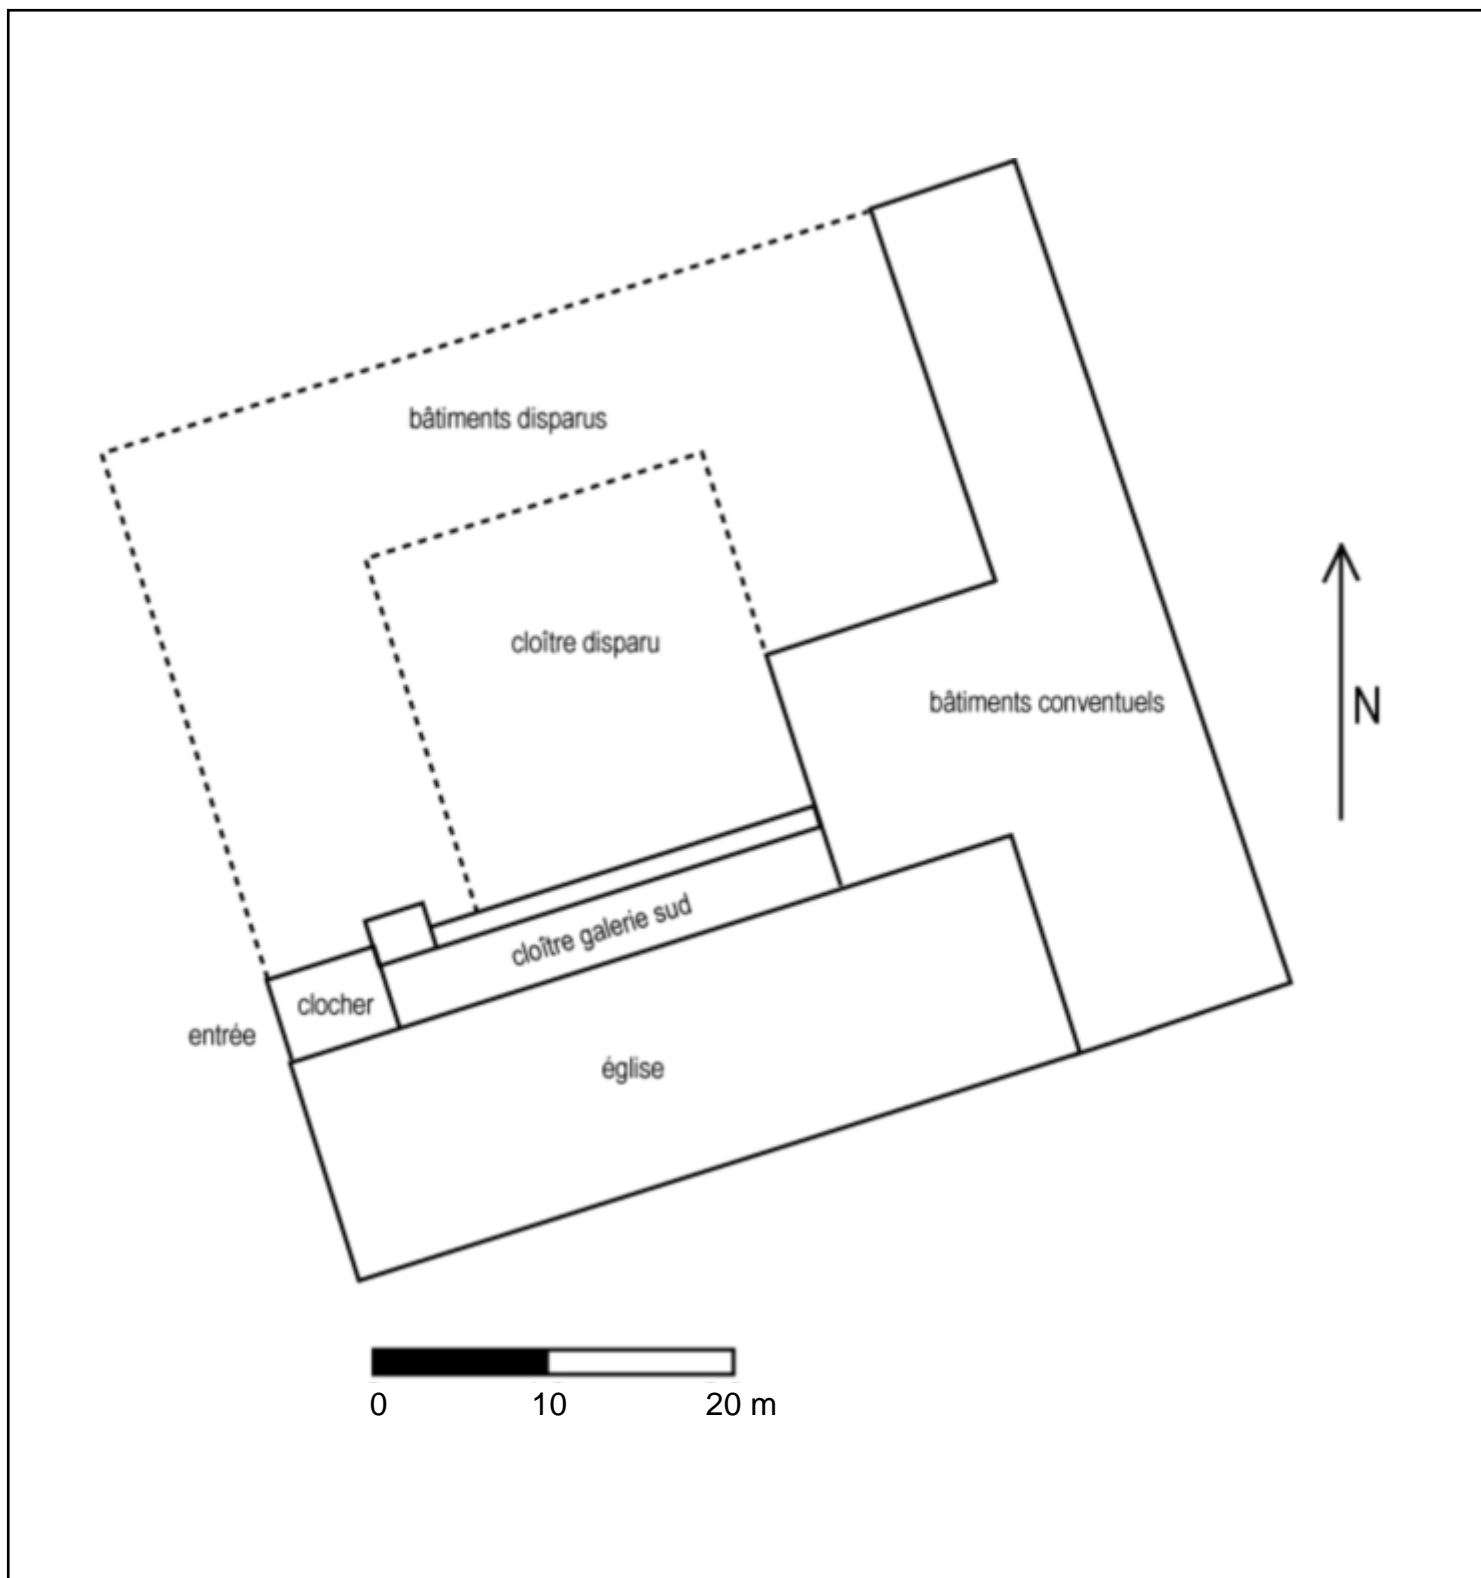 bâtiments disparus
cloître disparu
bâtiments conventuels
N
cloître galerie sud
clocher
entrée
église
0 10 20 m